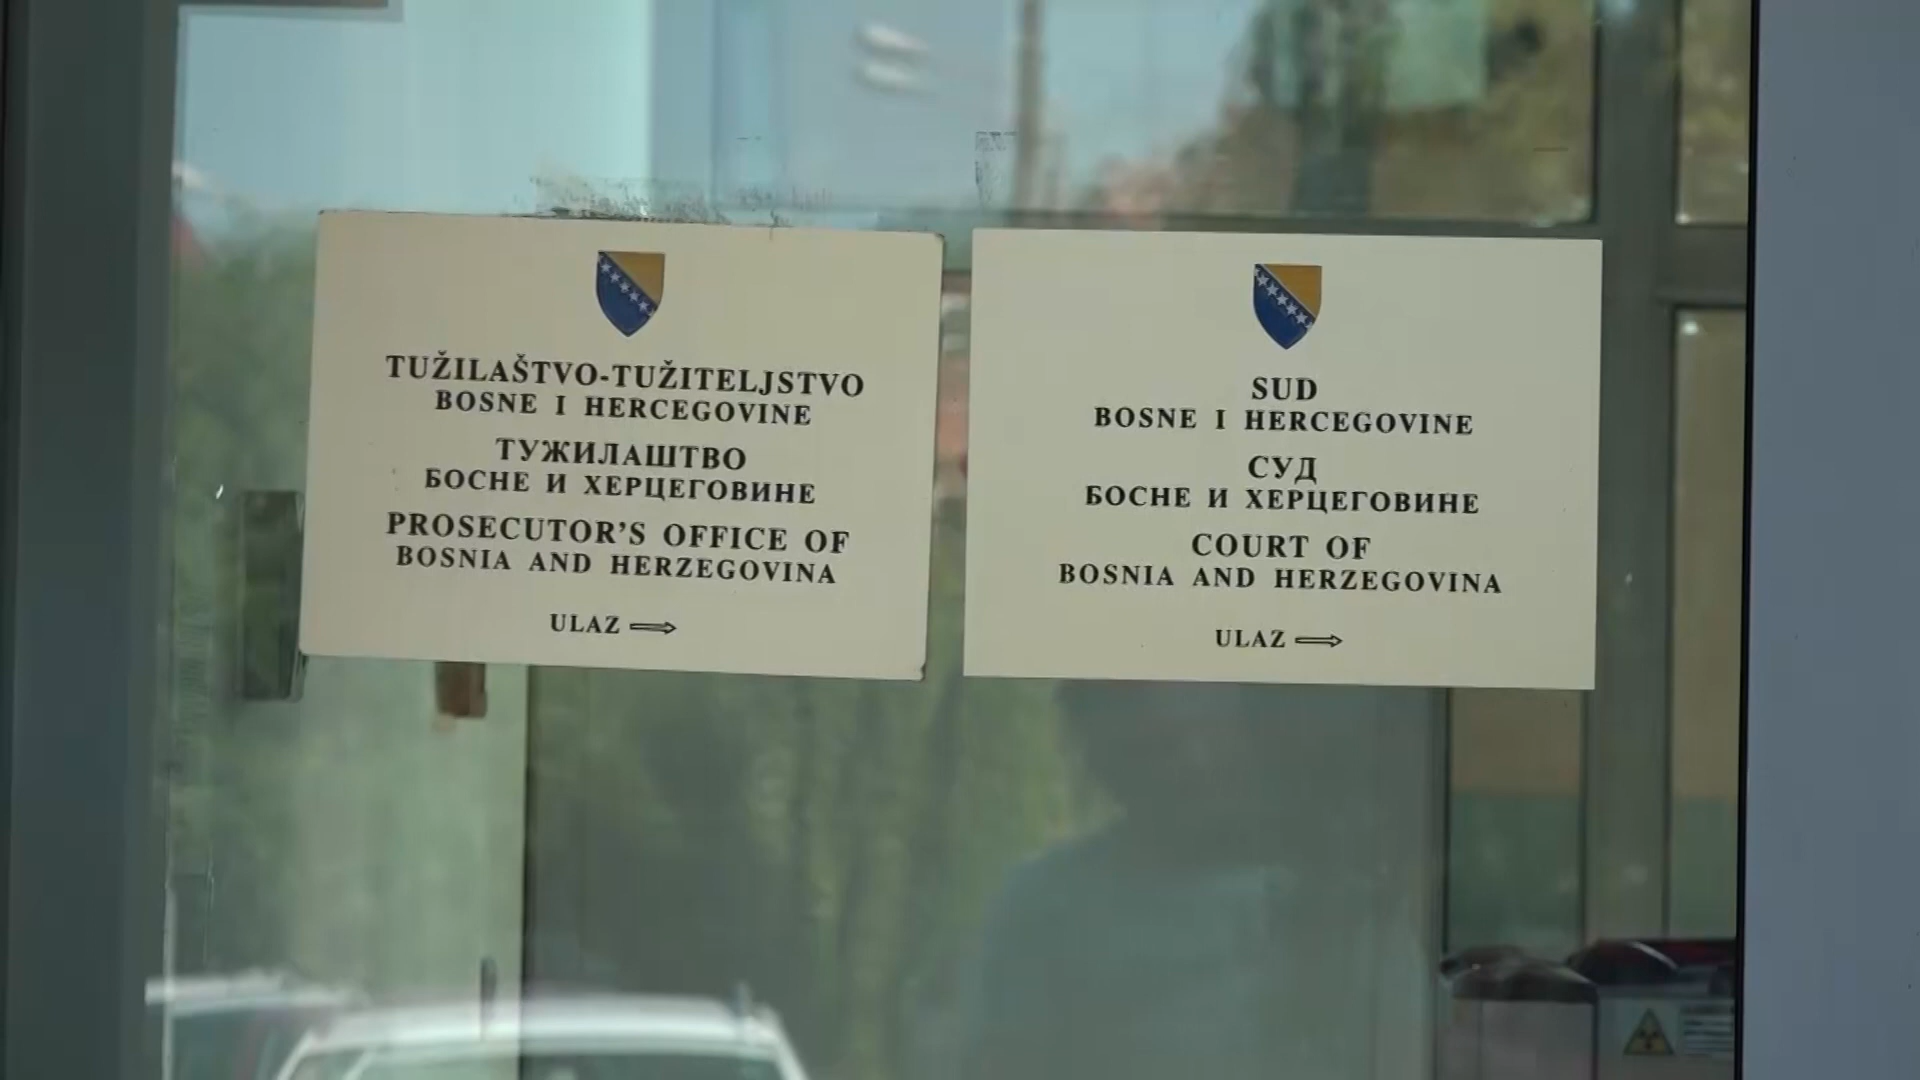 TUŽILAŠTVO-TUŽITELJSTVO
BOSNE I HERCEGOVINE
ТУЖИЛАШТВО
БОСНЕ И ХЕРЦЕГОВИНЕ
PROSECUTOR'S OFFICE OF
BOSNIA AND HERZEGOVINA
ULAZ
SUD
BOSNE I HERCEGOVINE
СУД
БОСНЕ И ХЕРЦЕГОВИНЕ
COURT OF
BOSNIA AND HERZEGOVINA
ULAZ